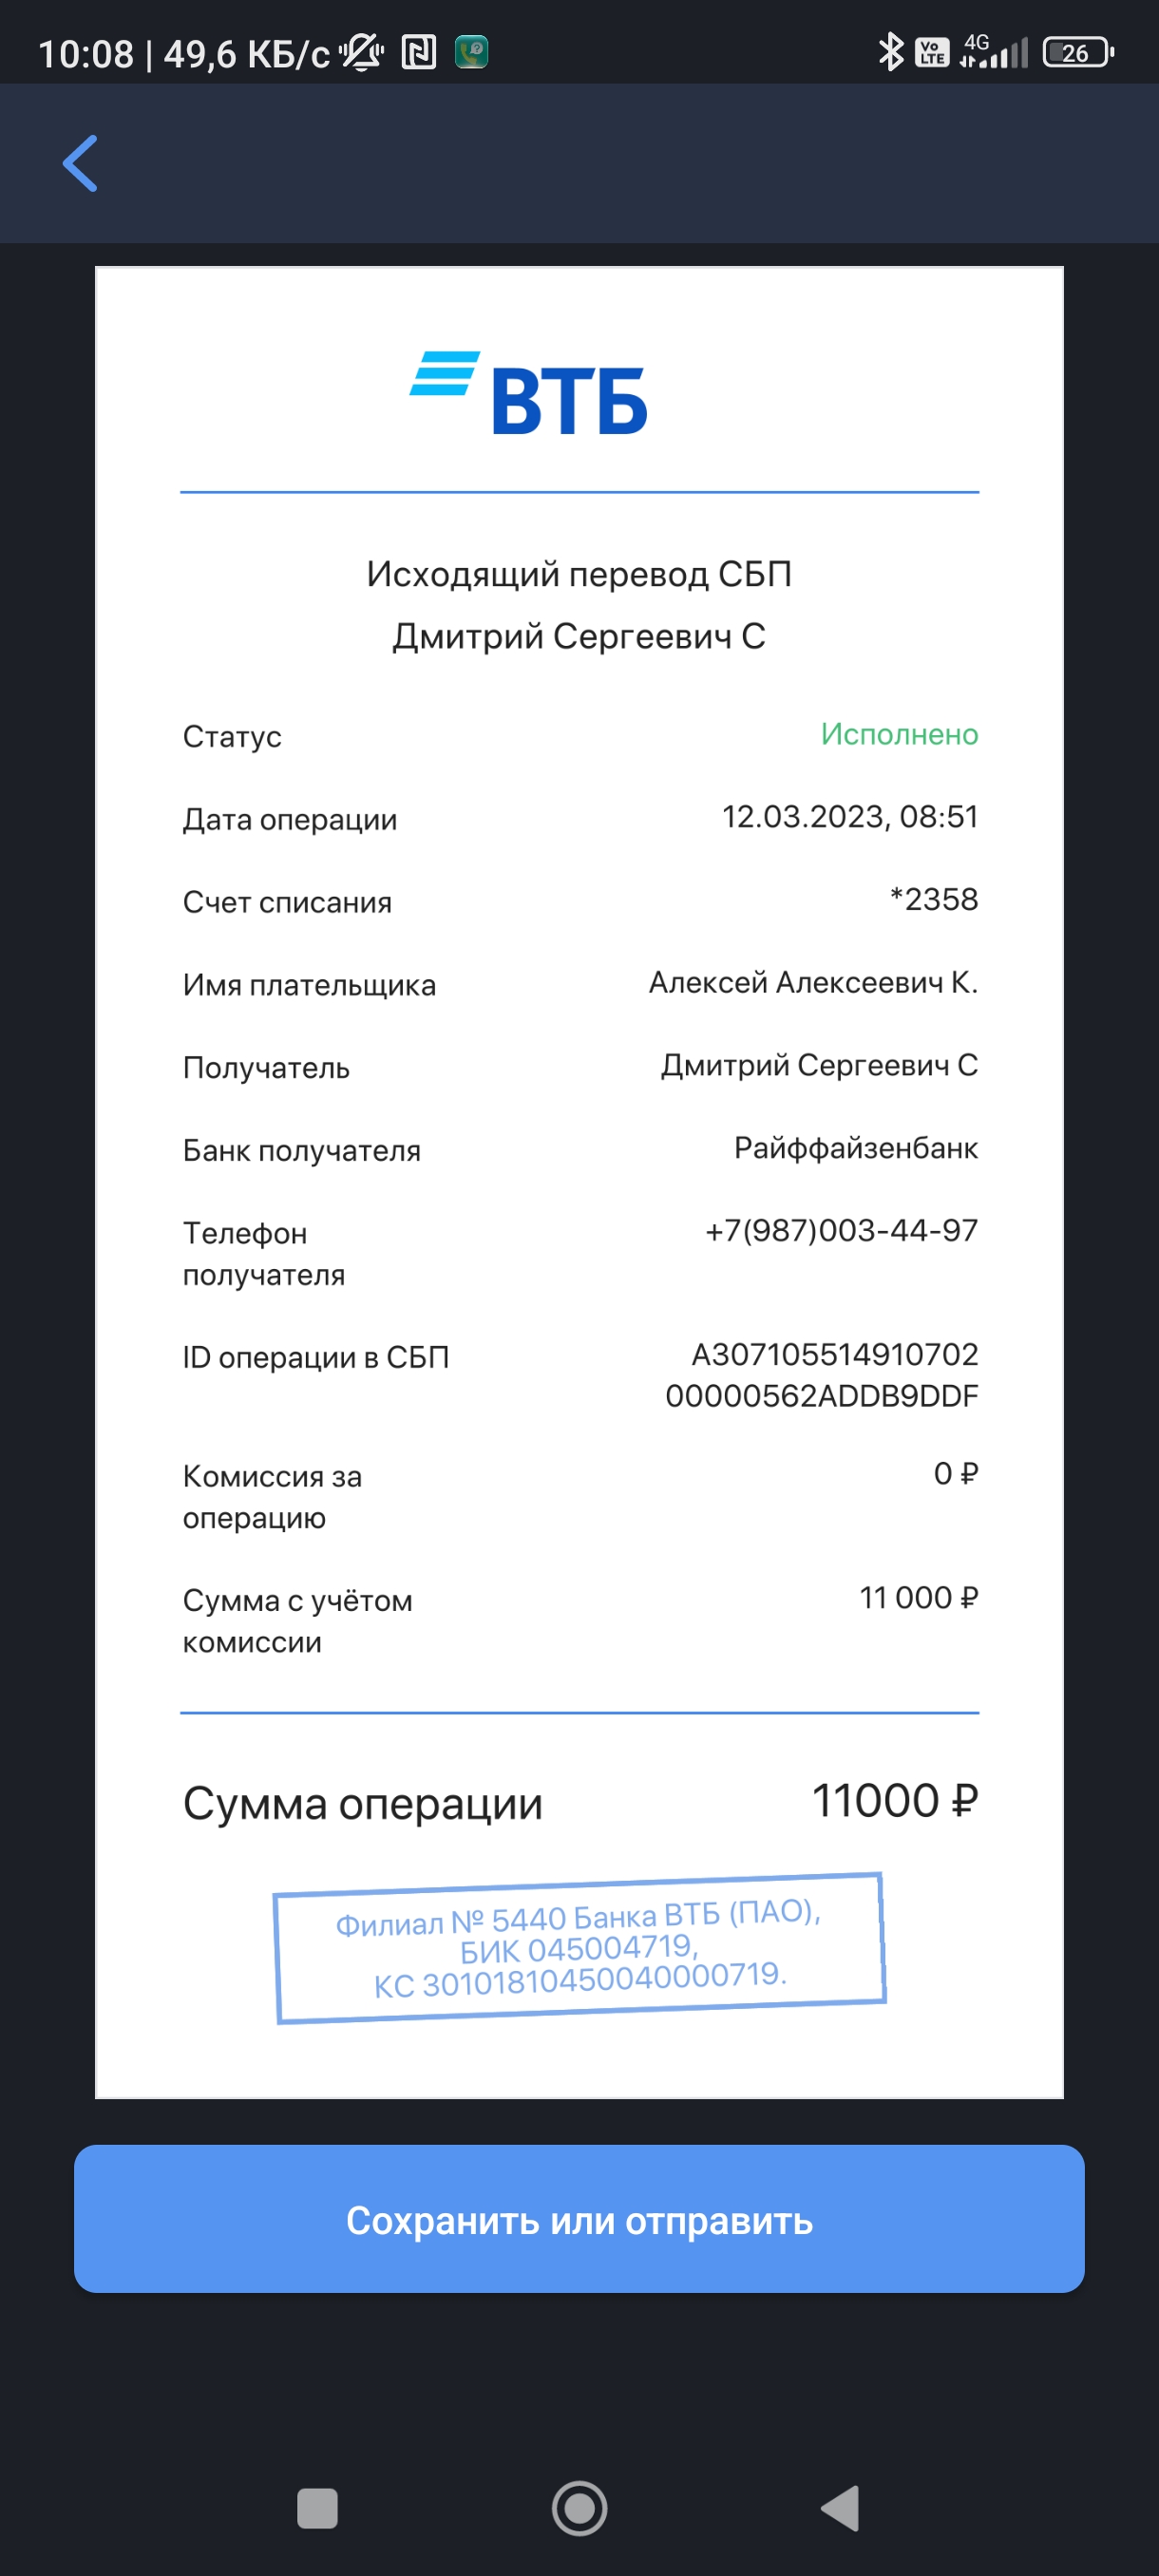 10:08 | 49,6 КБ/с
Vo LTE 4G 26
ВТБ
Исходящий перевод СБП
Дмитрий Сергеевич С
Статус Исполнено
Дата операции 12.03.2023, 08:51
Счет списания *2358
Имя плательщика Алексей Алексеевич К.
Получатель Дмитрий Сергеевич С
Банк получателя Райффайзенбанк
Телефон +7(987)003-44-97
получателя
ID операции в СБП A307105514910702
00000562ADDB9DDF
Комиссия за 0 ₽
операцию
Сумма с учётом 11 000 ₽
комиссии
Сумма операции 11000 ₽
Филиал № 5440 Банка ВТБ (ПАО),
БИК 045004719,
КС 30101810450040000719.
Сохранить или отправить